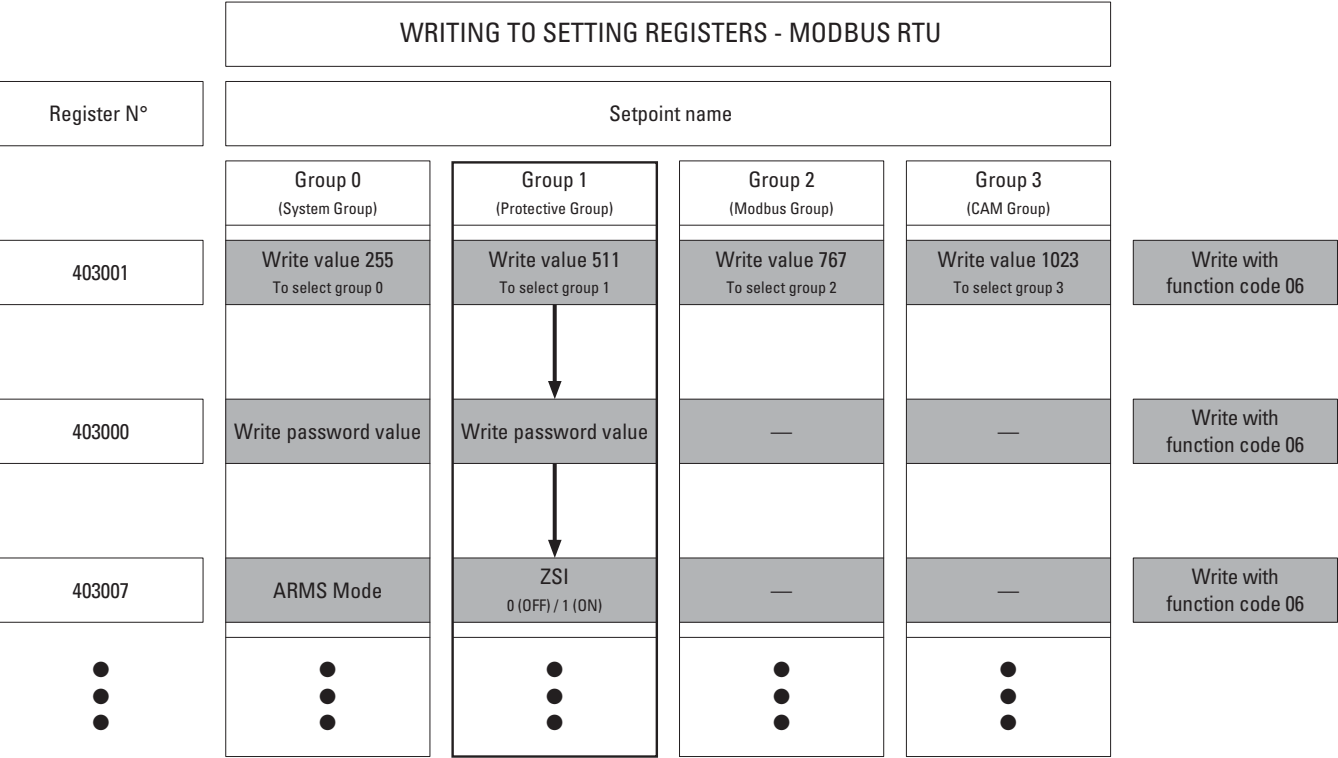 WRITING TO SETTING REGISTERS - MODBUS RTU
Register N°
Setpoint name
Group 0
(System Group)
Group 1
(Protective Group)
Group 2
(Modbus Group)
Group 3
(CAM Group)
403001
Write value 255
To select group 0
Write value 511
To select group 1
Write value 767
To select group 2
Write value 1023
To select group 3
Write with
function code 06
403000
Write password value
Write password value
—
—
Write with
function code 06
403007
ARMS Mode
ZSI
0 (OFF) / 1 (ON)
—
—
Write with
function code 06